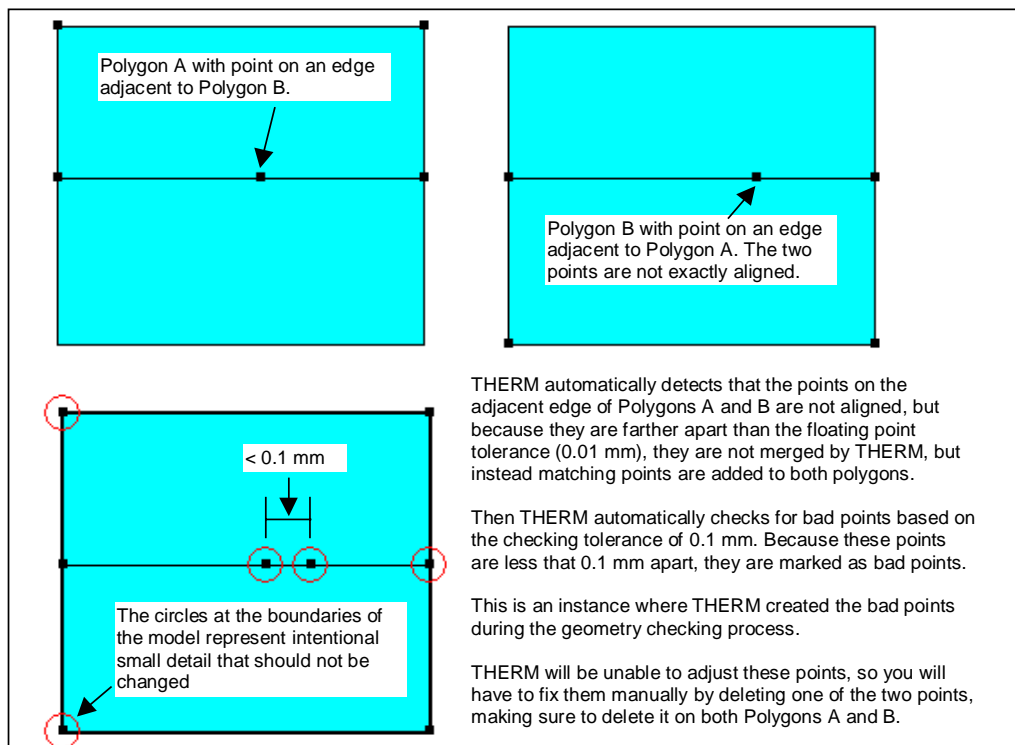 Polygon A with point on an edge
adjacent to Polygon B.
Polygon B with point on an edge
adjacent to Polygon A. The two
points are not exactly aligned.
< 0.1 mm
The circles at the boundaries of
the model represent intentional
small detail that should not be
changed
THERM automatically detects that the points on the
adjacent edge of Polygons A and B are not aligned, but
because they are farther apart than the floating point
tolerance (0.01 mm), they are not merged by THERM, but
instead matching points are added to both polygons.
Then THERM automatically checks for bad points based on
the checking tolerance of 0.1 mm. Because these points
are less that 0.1 mm apart, they are marked as bad points.
This is an instance where THERM created the bad points
during the geometry checking process.
THERM will be unable to adjust these points, so you will
have to fix them manually by deleting one of the two points,
making sure to delete it on both Polygons A and B.